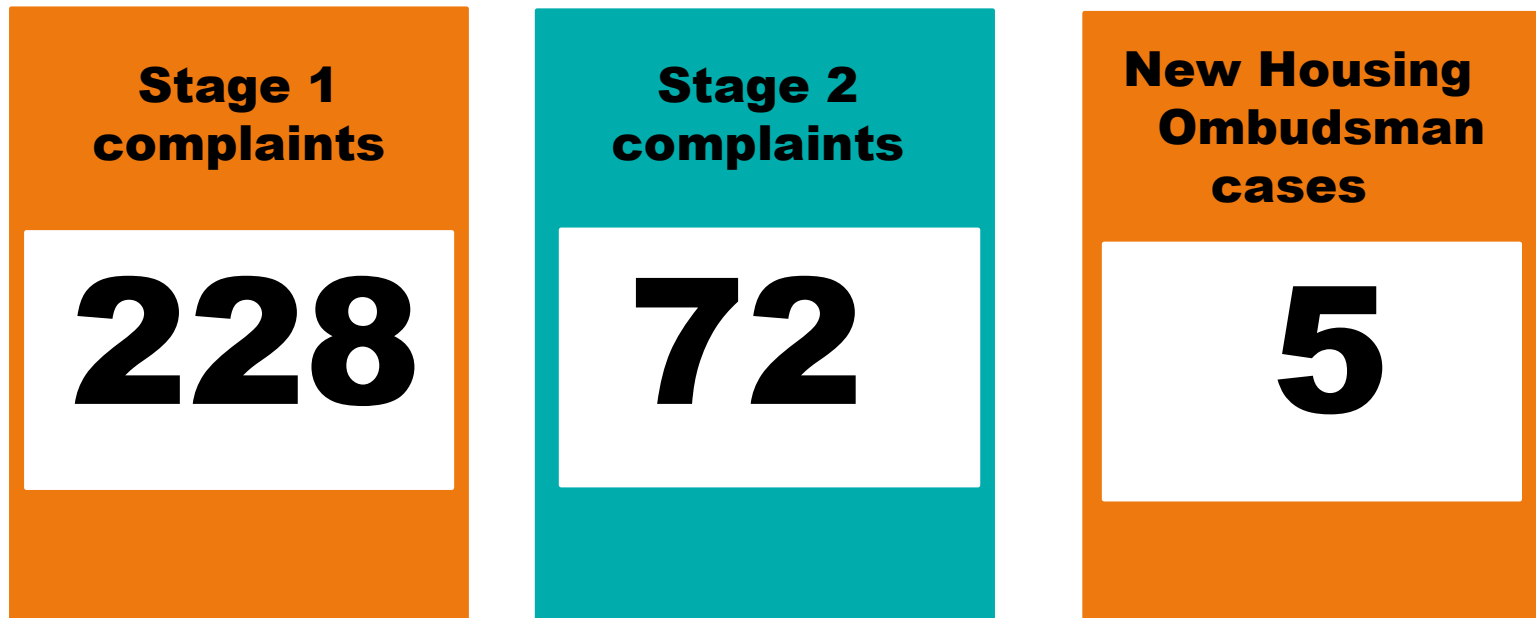 Stage 1
complaints
228
Stage 2
complaints
72
New Housing
Ombudsman
cases
5